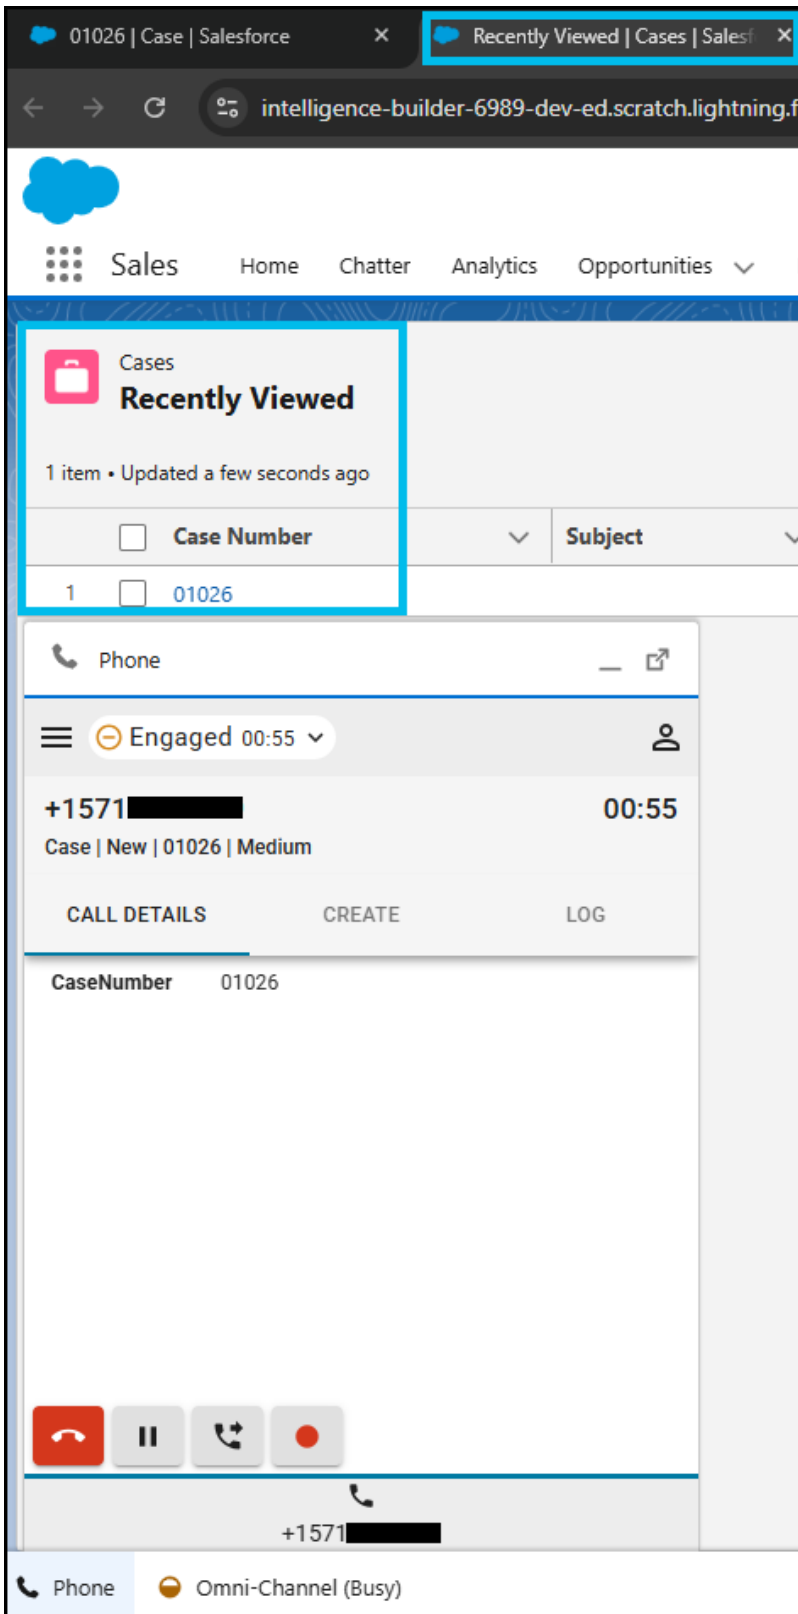 01026 | Case | Salesforce
Recently Viewed | Cases | Salesf
intelligence-builder-6989-dev-ed.scratch.lightning.f
Sales Home Chatter Analytics Opportunities
Cases
Recently Viewed
1 item • Updated a few seconds ago
Case Number Subject
1 01026
Phone
Engaged 00:55
+1571 00:55
Case | New | 01026 | Medium
CALL DETAILS CREATE LOG
CaseNumber 01026
+1571
Phone Omni-Channel (Busy)